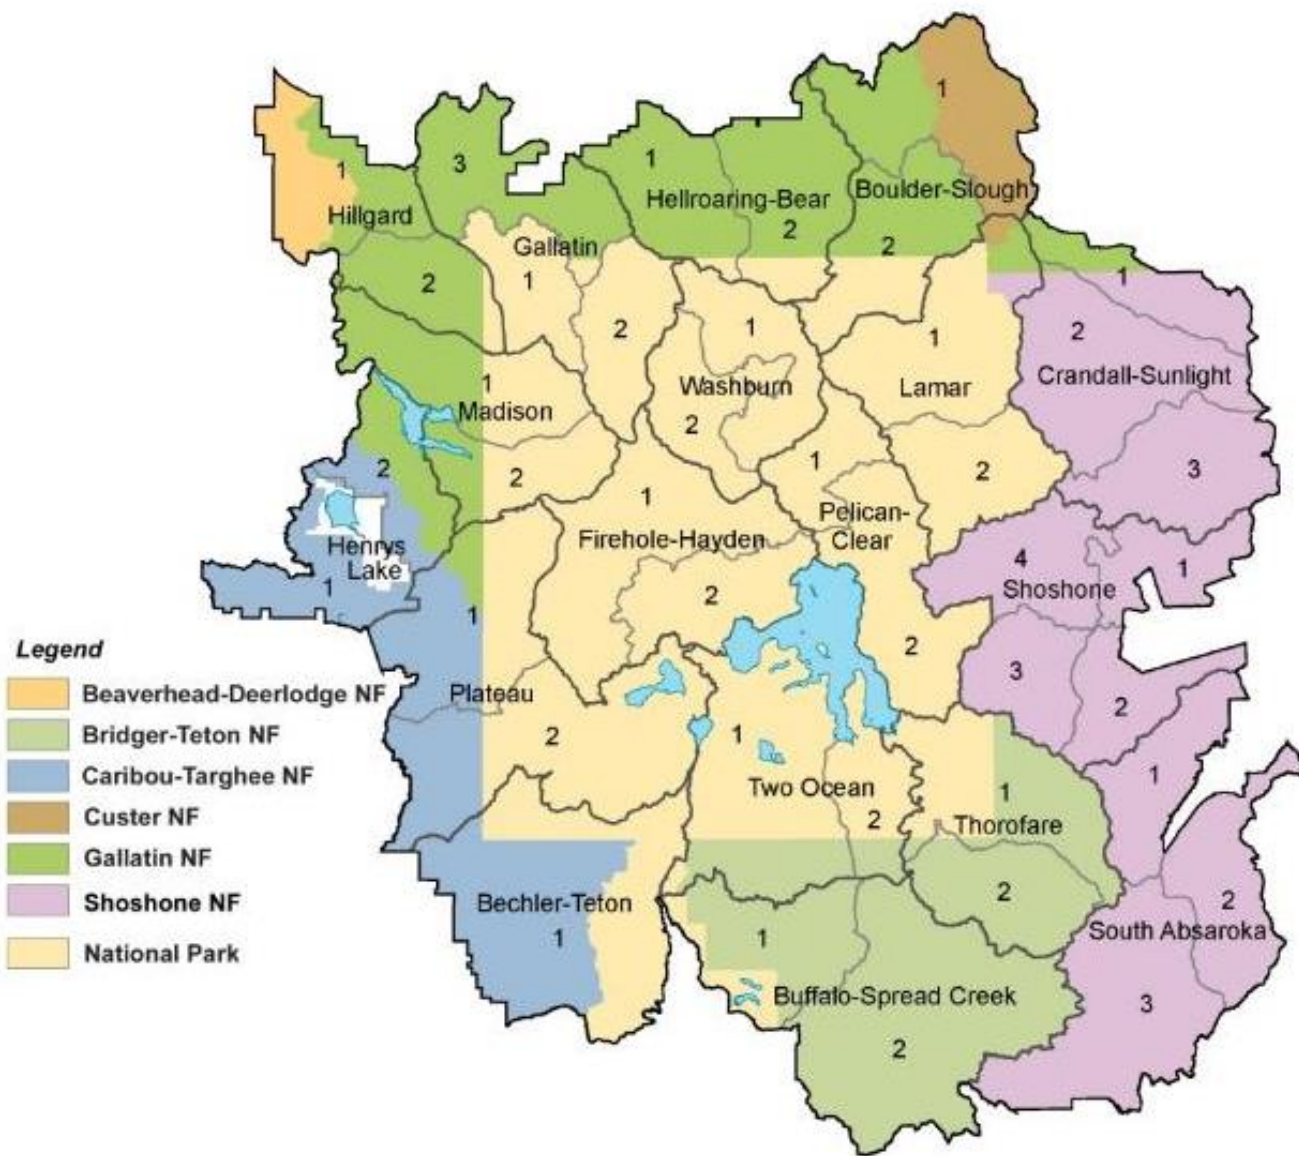 1
1
3
1
Hillgard
Hellroaring-Bear
Boulder-Slough
2
2
Gallatin
2
1
1
2
1
1
2
2
1
Washburn
Lamar
Crandall-Sunlight
Madison
2
2
2
1
2
3
1
Firehole-Hayden
Pelican-
Clear
Henrys
Lake
1
4
Shoshone
1
2
1
2
3
2
Legend
Beaverhead-Deerlodge NF
Plateau
Bridger-Teton NF
2
1
Caribou-Targhee NF
Two Ocean
1
1
Custer NF
2
Thorofare
Gallatin NF
Shoshone NF
Bechler-Teton
2
2
South Absaroka
National Park
1
1
Buffalo-Spread Creek
3
2